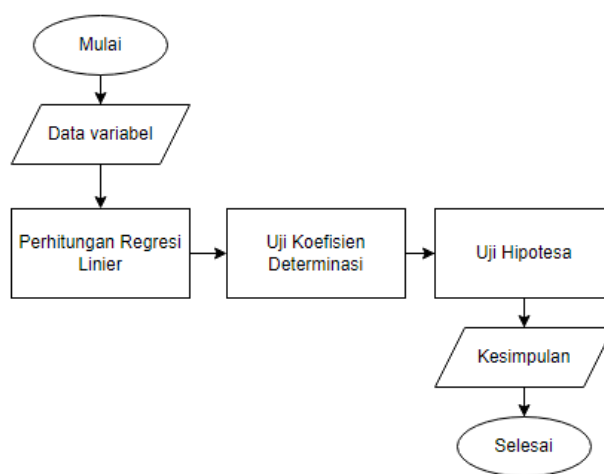 Mulai
Data variabel
Perhitungan Regresi
Linier
Uji Koefisien
Determinasi
Uji Hipotesa
Kesimpulan
Selesai